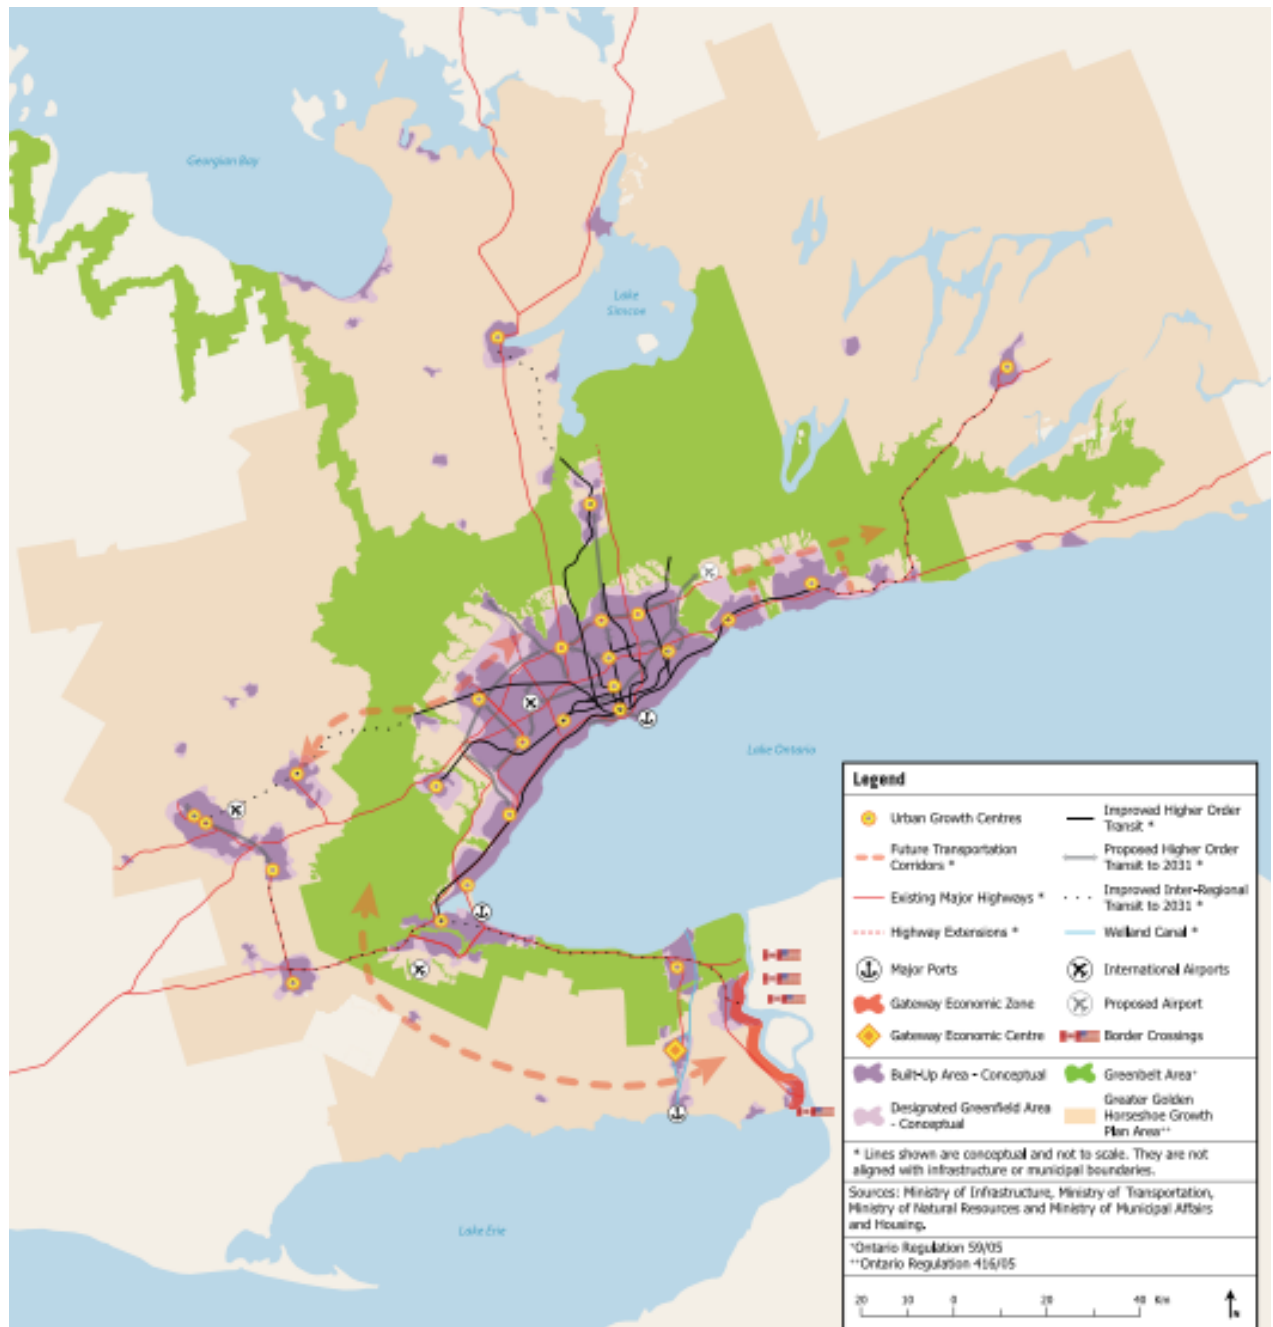 Georgian Bay
Lake
Simcoe
Lake Ontario
Lake Erie
Legend
Urban Growth Centres
Future Transportation
Corridors *
Existing Major Highways *
Highway Extensions *
Major Ports
Gateway Economic Zone
Gateway Economic Centre
Improved Higher Order
Transit *
Proposed Higher Order
Transit to 2031 *
Improved Inter-Regional
Transit to 2031 *
Welland Canal *
International Airports
Proposed Airport
Border Crossings
Built-Up Area - Conceptual
Designated Greenfield Area
- Conceptual
Greenbelt Area⁺
Greater Golden
Horseshoe Growth
Plan Area⁺⁺
* Lines shown are conceptual and not to scale. They are not
aligned with infrastructure or municipal boundaries.
Sources: Ministry of Infrastructure, Ministry of Transportation,
Ministry of Natural Resources and Ministry of Municipal Affairs
and Housing.
⁺Ontario Regulation 59/05
⁺⁺Ontario Regulation 416/05
20 10 0 20 40 Km
N